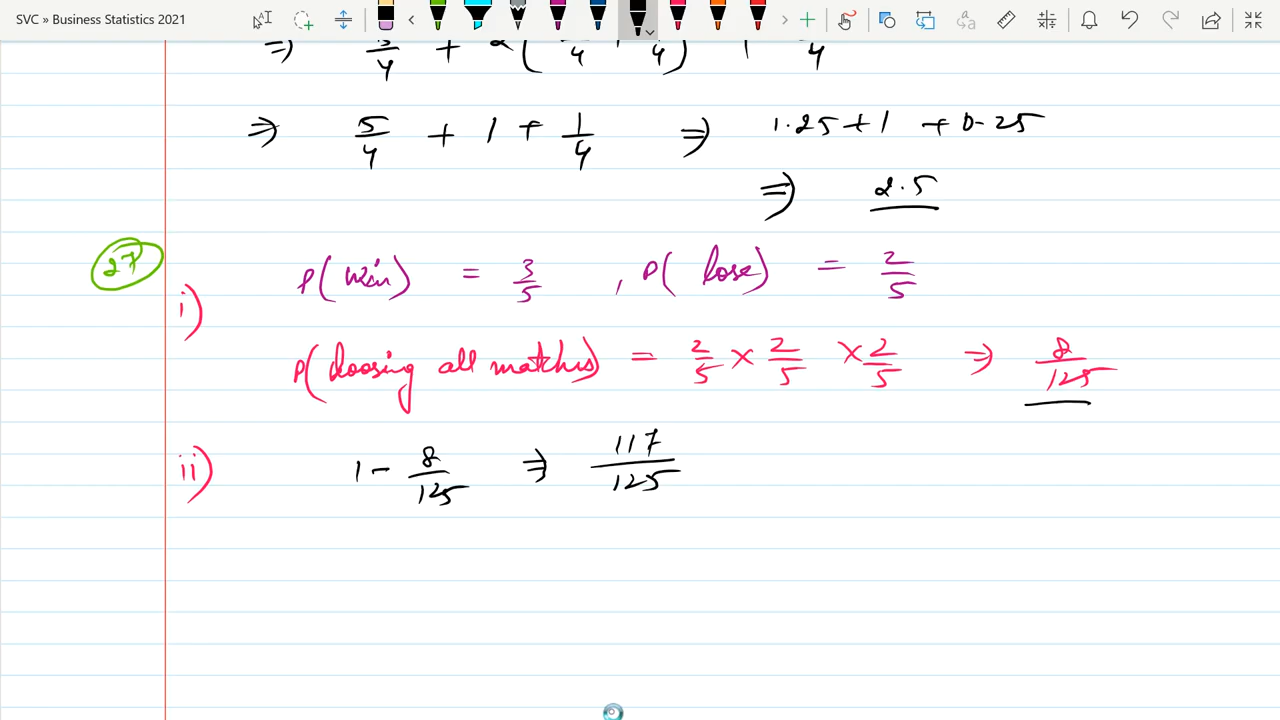 SVC » Business Statistics 2021
⇒ 5/4 + 1 + 1/4 ⇒ 1.25 + 1 + 0.25
⇒ 2.5
27
i) P(win) = 3/5 , P(lose) = 2/5
P(loosing all matches) = 2/5 × 2/5 × 2/5 ⇒ 8/125
ii) 1 - 8/125 ⇒ 117/125